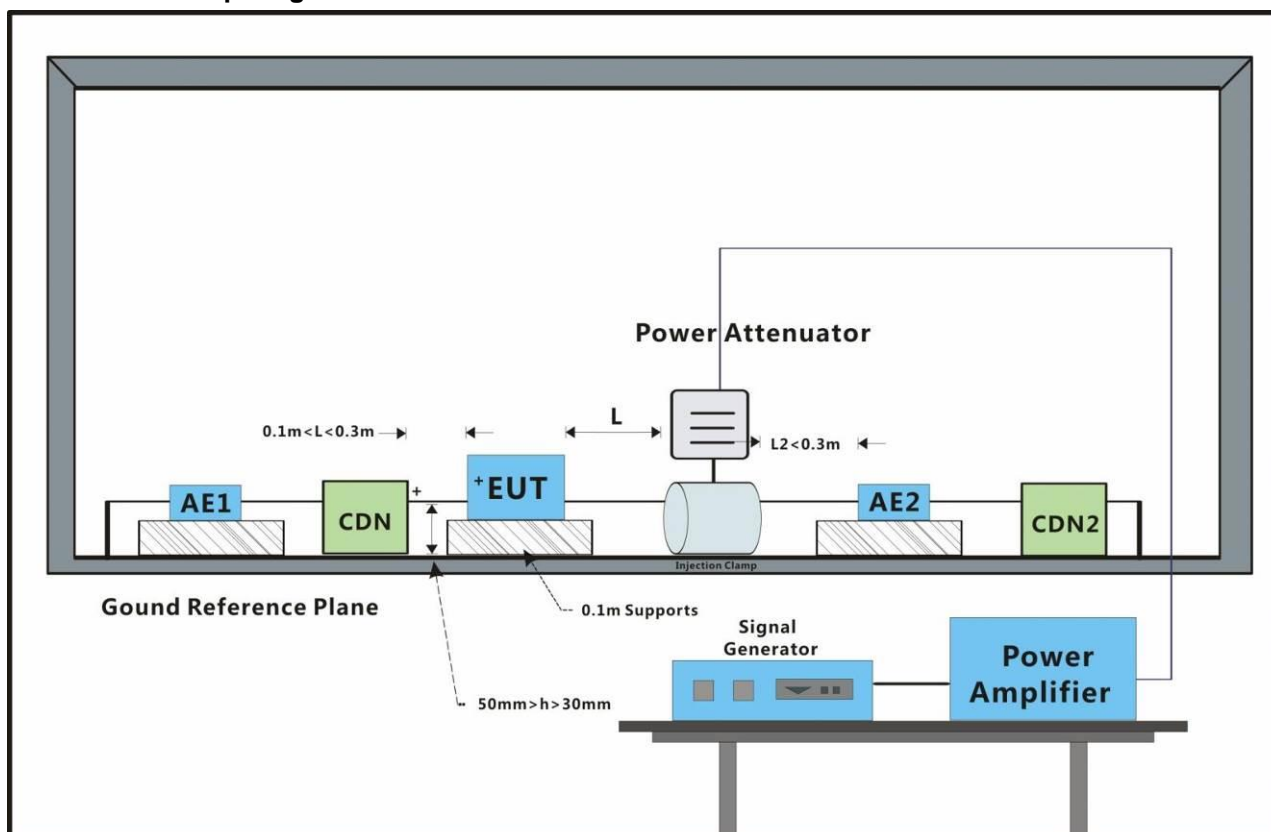 Power Attenuator
0.1m<L<0.3m
L
L2<0.3m
AE1
CDN
+
+EUT
AE2
CDN2
Injection Clamp
Gound Reference Plane
0.1m Supports
50mm>h>30mm
Signal
Generator
Power
Amplifier